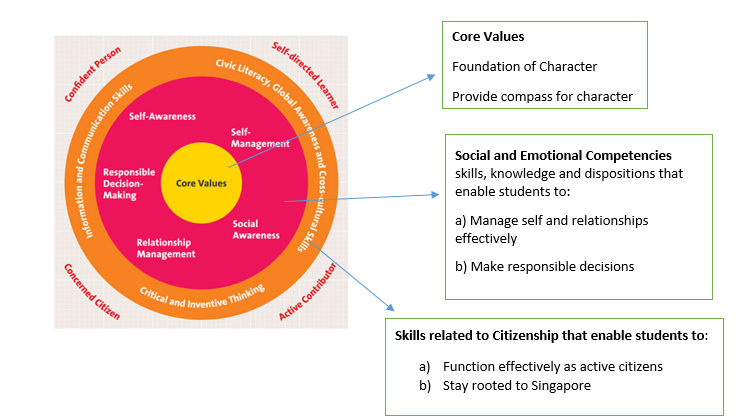 Confident Person
Self-directed Learner
Civic Literacy, Global Awareness and Cross-cultural Skills
Information and Communication Skills
Self-Awareness
Self-
Management
Responsible
Decision-
Making
Core Values
Social
Awareness
Relationship
Management
Critical and Inventive Thinking
Concerned Citizen
Active Contributor
Core Values
Foundation of Character
Provide compass for character
Social and Emotional Competencies
skills, knowledge and dispositions that
enable students to:
a) Manage self and relationships
effectively
b) Make responsible decisions
Skills related to Citizenship that enable students to:
a) Function effectively as active citizens
b) Stay rooted to Singapore